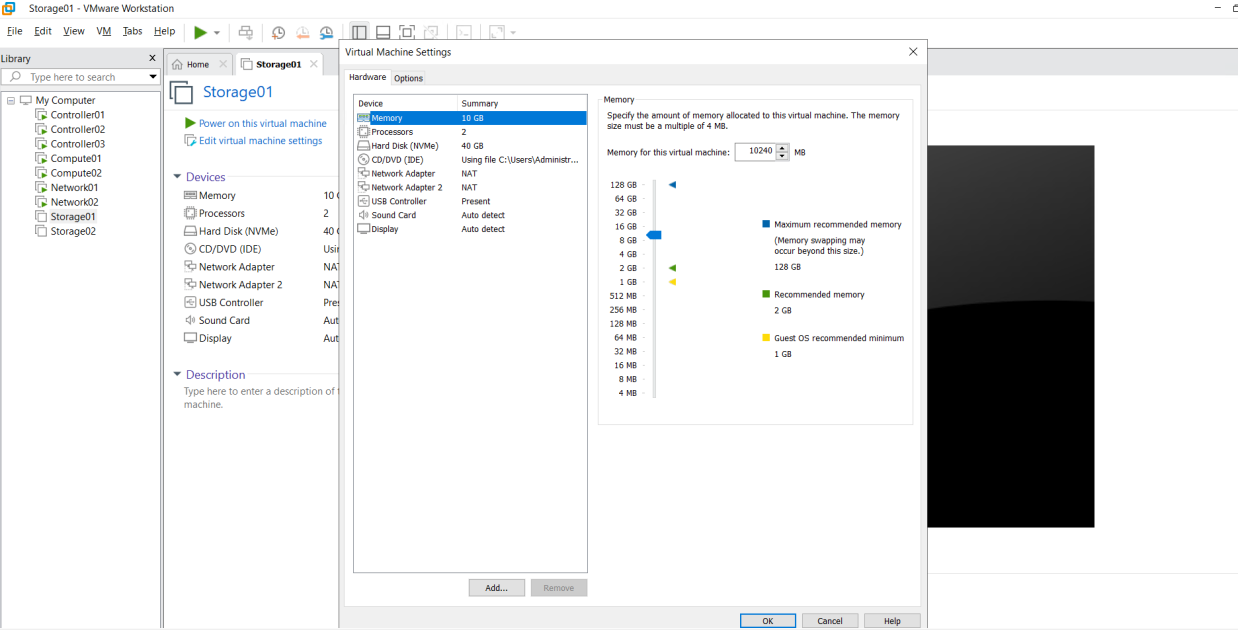 Storage01 - VMware Workstation
File Edit View VM Tabs Help
Library x
Type here to search
My Computer
Controller01
Controller02
Controller03
Compute01
Compute02
Network01
Network02
Storage01
Storage02
Home Storage01
Storage01
Power on this virtual machine
Edit virtual machine settings
Devices
Memory 10
Processors 2
Hard Disk (NVMe) 40
CD/DVD (IDE)
Network Adapter NAT
Network Adapter 2 NAT
USB Controller
Sound Card
Display
Description
Type here to enter a description of
machine.
Virtual Machine Settings
Hardware Options
Device Summary
Memory 10 GB
Processors 2
Hard Disk (NVMe) 40 GB
CD/DVD (IDE) Using file C:\Users\Administr...
Network Adapter NAT
Network Adapter 2 NAT
USB Controller Present
Sound Card Auto detect
Display Auto detect
Add... Remove
Memory
Specify the amount of memory allocated to this virtual machine. The memory
size must be a multiple of 4 MB.
Memory for this virtual machine: 10240 MB
128 GB
64 GB
32 GB
16 GB
8 GB
4 GB
2 GB
1 GB
512 MB
256 MB
128 MB
64 MB
32 MB
16 MB
8 MB
4 MB
Maximum recommended memory
(Memory swapping may
occur beyond this size.)
128 GB
Recommended memory
2 GB
Guest OS recommended minimum
1 GB
OK Cancel Help